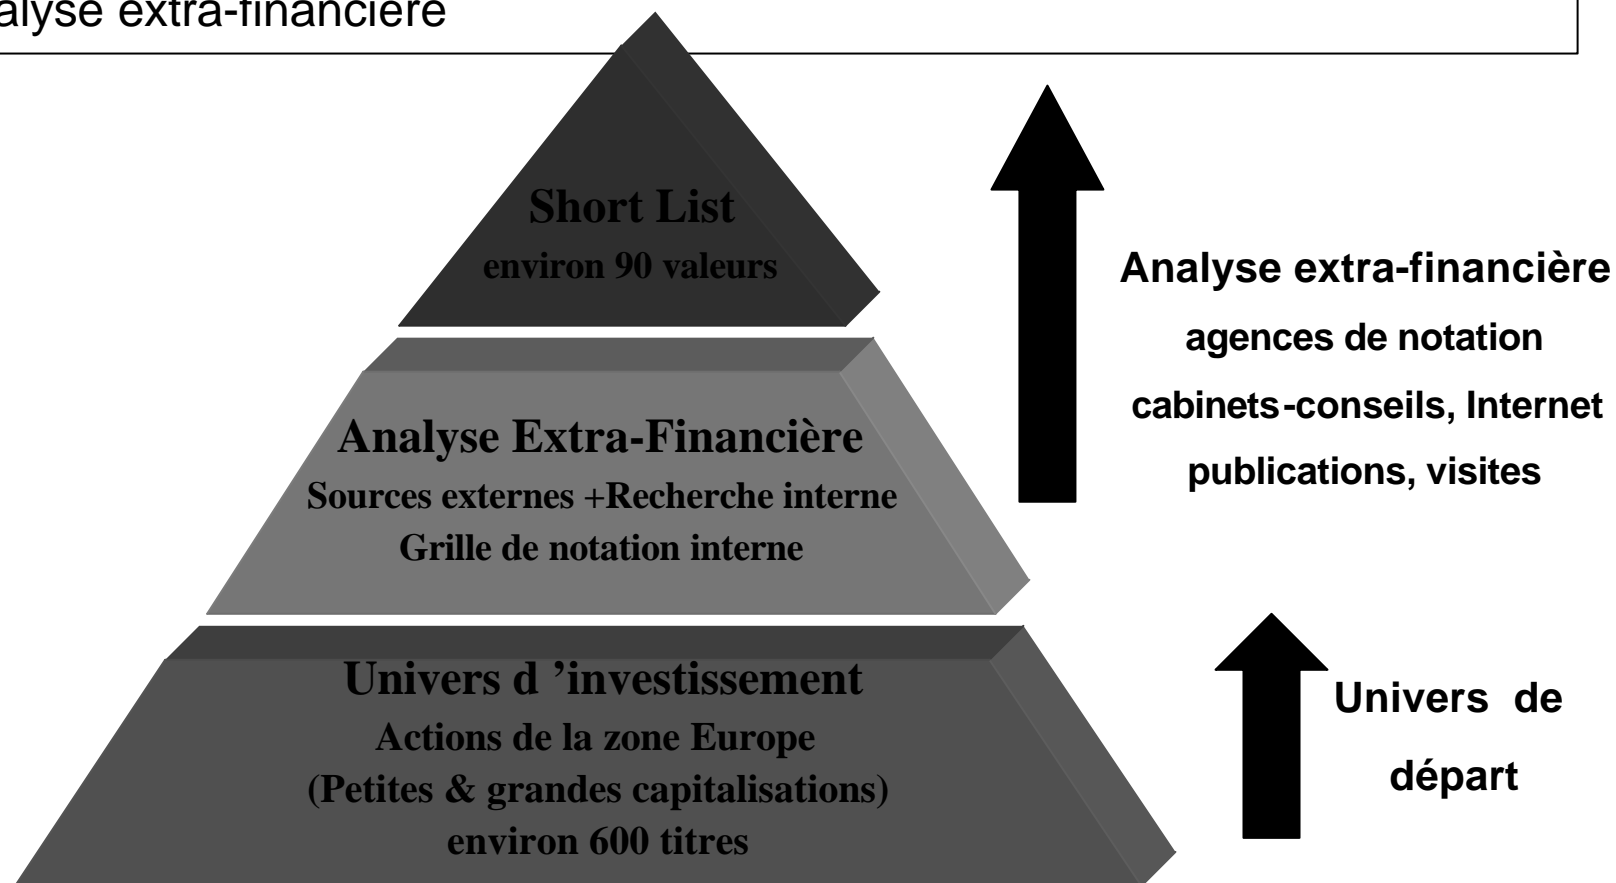 alyse extra-financière
Short List
environ 90 valeurs
Analyse extra-financière
agences de notation
cabinets-conseils, Internet
publications, visites
Analyse Extra-Financière
Sources externes +Recherche interne
Grille de notation interne
Univers d ’investissement
Actions de la zone Europe
(Petites & grandes capitalisations)
environ 600 titres
Univers de
départ